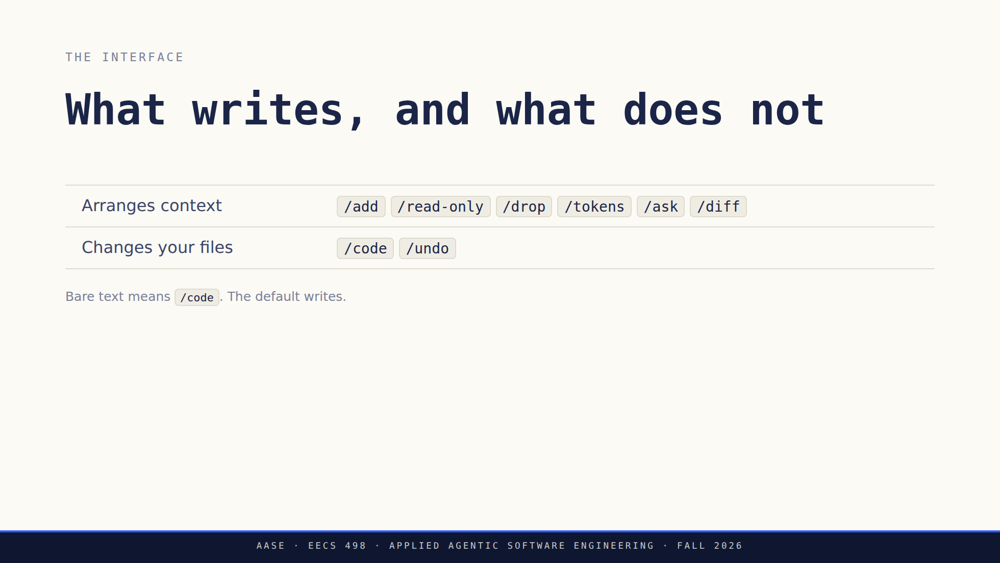 THE INTERFACE
What writes, and what does not
Arranges context /add /read-only /drop /tokens /ask /diff
Changes your files /code /undo
Bare text means /code. The default writes.
AASE · EECS 498 · APPLIED AGENTIC SOFTWARE ENGINEERING · FALL 2026